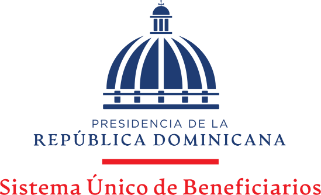 PRESIDENCIA DE LA
REPÚBLICA DOMINICANA
Sistema Único de Beneficiarios